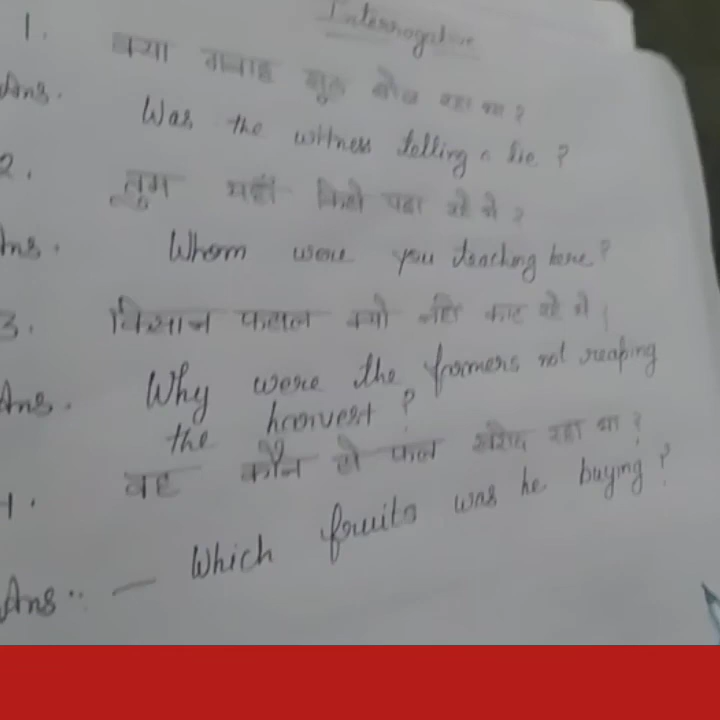 Interrogative
1. क्या गवाह झूठ बोल रहा था?
Ans. Was the witness telling a lie?
2. तुम यहाँ किसे पढ़ा रहे थे?
Ans. Whom were you teaching here?
3. किसान फसल क्यों नहीं काट रहे थे।
Ans. Why were the farmers not reaping
the harvest?
4. वह कौन से फल खरीद रहा था?
Ans. — Which fruits was he buying?